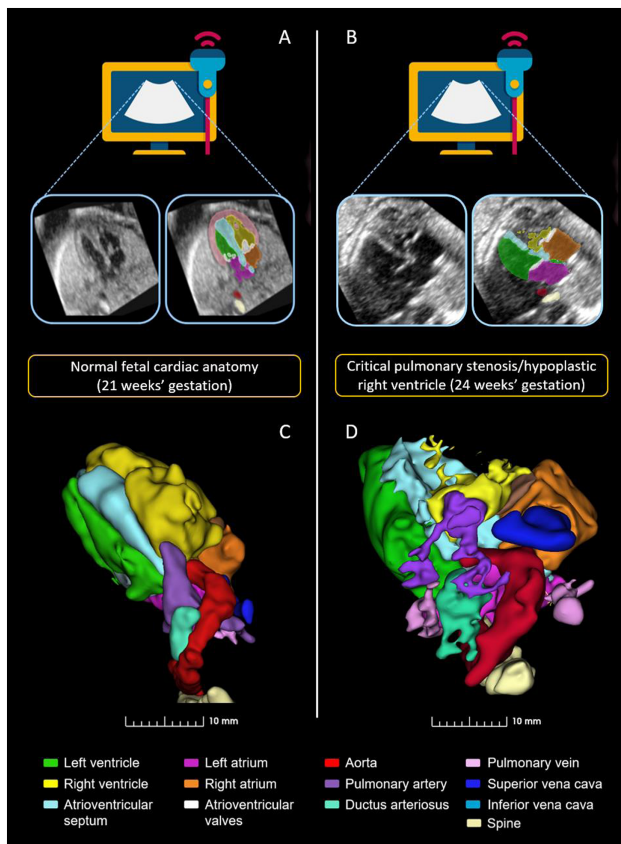 A
B
Normal fetal cardiac anatomy
(21 weeks’ gestation)
Critical pulmonary stenosis/hypoplastic
right ventricle (24 weeks’ gestation)
C
D
10 mm
10 mm
Left ventricle
Right ventricle
Atrioventricular
septum
Left atrium
Right atrium
Atrioventricular
valves
Aorta
Pulmonary artery
Ductus arteriosus
Pulmonary vein
Superior vena cava
Inferior vena cava
Spine